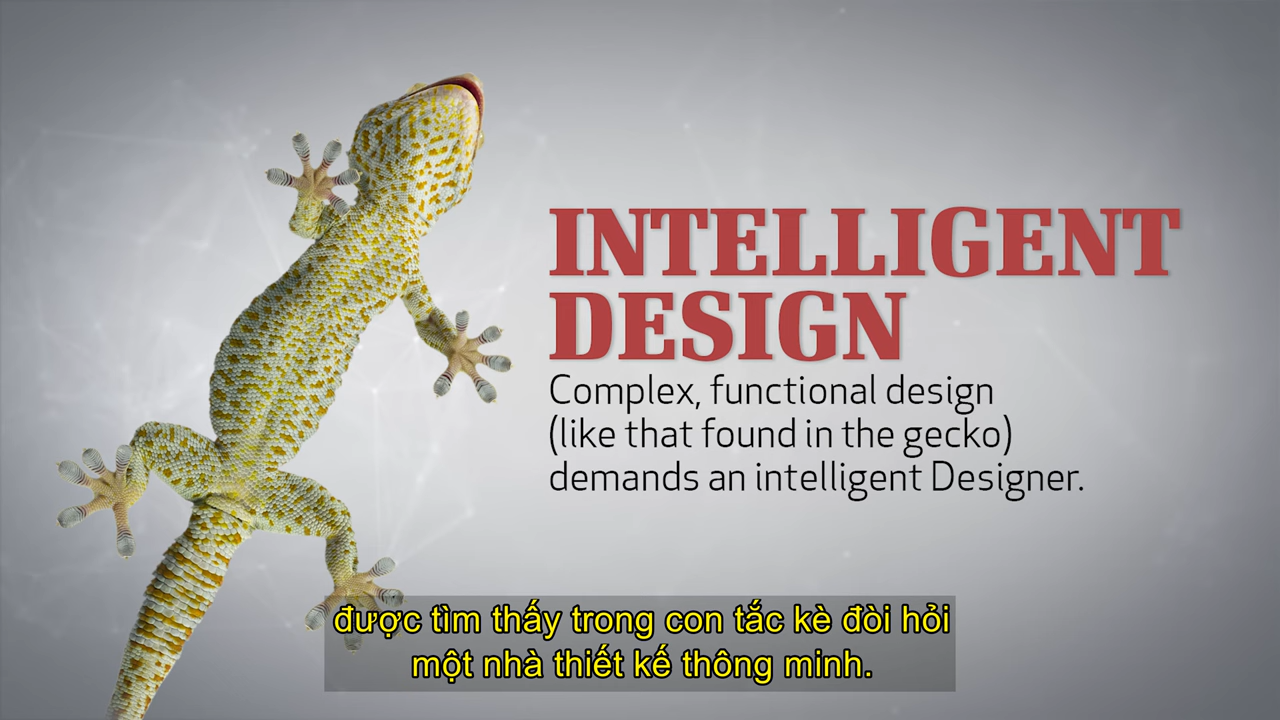 INTELLIGENT
DESIGN
Complex, functional design
(like that found in the gecko)
demands an intelligent Designer.
được tìm thấy trong con tắc kè đòi hỏi
một nhà thiết kế thông minh.